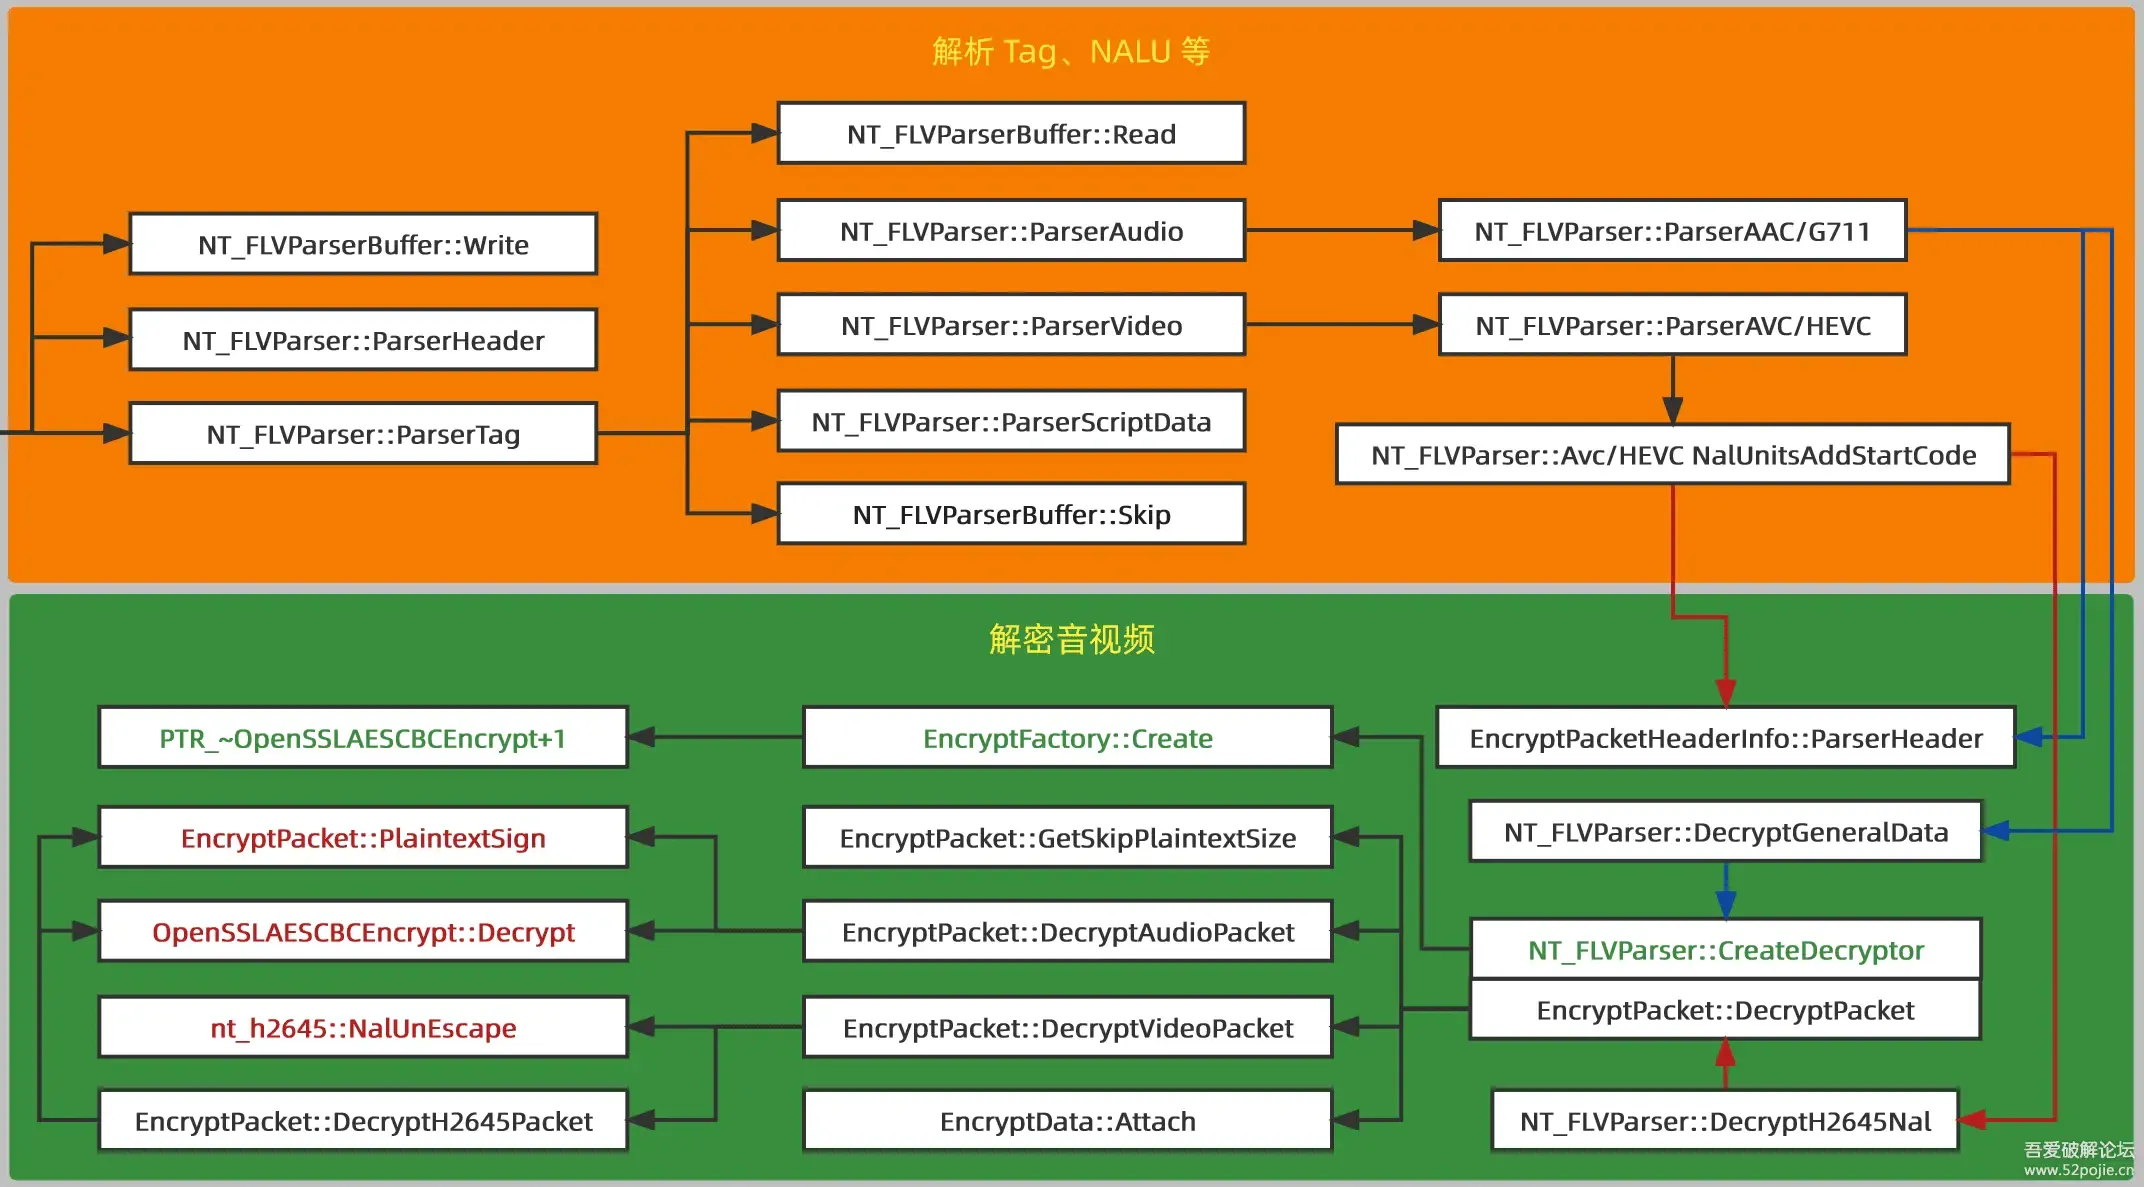 解析 Tag、NALU 等
NT_FLVParserBuffer::Write
NT_FLVParser::ParserHeader
NT_FLVParser::ParserTag
NT_FLVParserBuffer::Read
NT_FLVParser::ParserAudio
NT_FLVParser::ParserVideo
NT_FLVParser::ParserScriptData
NT_FLVParserBuffer::Skip
NT_FLVParser::ParserAAC/G711
NT_FLVParser::ParserAVC/HEVC
NT_FLVParser::Avc/HEVC NalUnitsAddStartCode
解密音视频
PTR_~OpenSSLAESCBCEncrypt+1
EncryptPacket::PlaintextSign
OpenSSLAESCBCEncrypt::Decrypt
nt_h2645::NalUnEscape
EncryptPacket::DecryptH2645Packet
EncryptFactory::Create
EncryptPacket::GetSkipPlaintextSize
EncryptPacket::DecryptAudioPacket
EncryptPacket::DecryptVideoPacket
EncryptData::Attach
EncryptPacketHeaderInfo::ParserHeader
NT_FLVParser::DecryptGeneralData
NT_FLVParser::CreateDecryptor
EncryptPacket::DecryptPacket
NT_FLVParser::DecryptH2645Nal
吾爱破解论坛
www.52pojie.cn